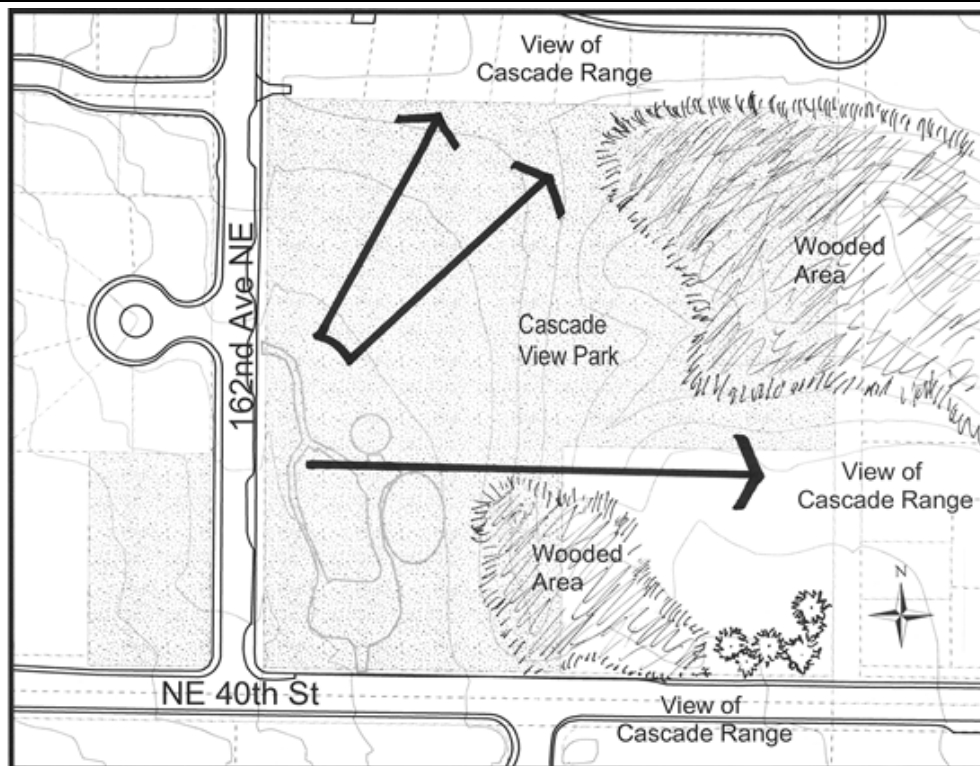 View of
Cascade Range
162nd Ave NE
Wooded
Area
Cascade
View Park
View of
Cascade Range
Wooded
Area
N
NE 40th St
View of
Cascade Range